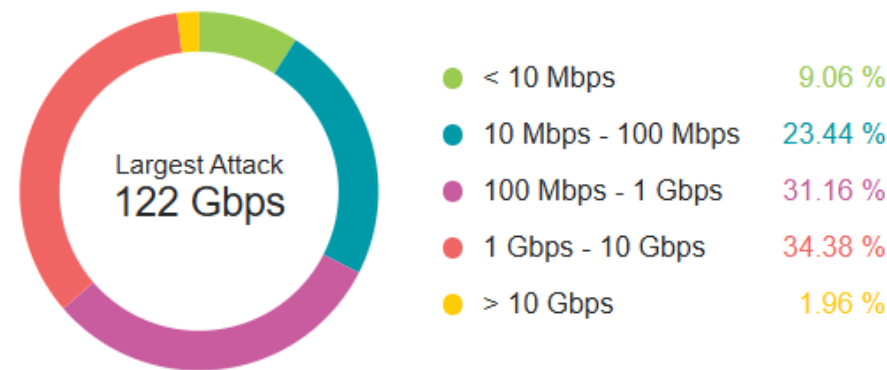 Largest Attack
122 Gbps
< 10 Mbps 9.06 %
10 Mbps - 100 Mbps 23.44 %
100 Mbps - 1 Gbps 31.16 %
1 Gbps - 10 Gbps 34.38 %
> 10 Gbps 1.96 %